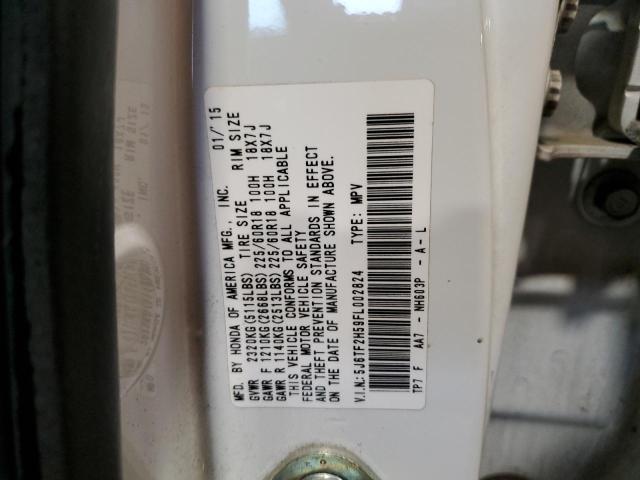 MFD. BY HONDA OF AMERICA MFG., INC. 01/'15
GVWR 2320KG(5115LBS) TIRE SIZE RIM SIZE
GAWR F 1210KG(2668LBS) 225/60R18 100H 18X7J
GAWR R 1140KG(2513LBS) 225/60R18 100H 18X7J
THIS VEHICLE CONFORMS TO ALL APPLICABLE
FEDERAL MOTOR VEHICLE SAFETY
AND THEFT PREVENTION STANDARDS IN EFFECT
ON THE DATE OF MANUFACTURE SHOWN ABOVE.
V.I.N.:5J6TF2H59FL002824 TYPE: MPV
TP7 F AA7 - NH603P - A - L